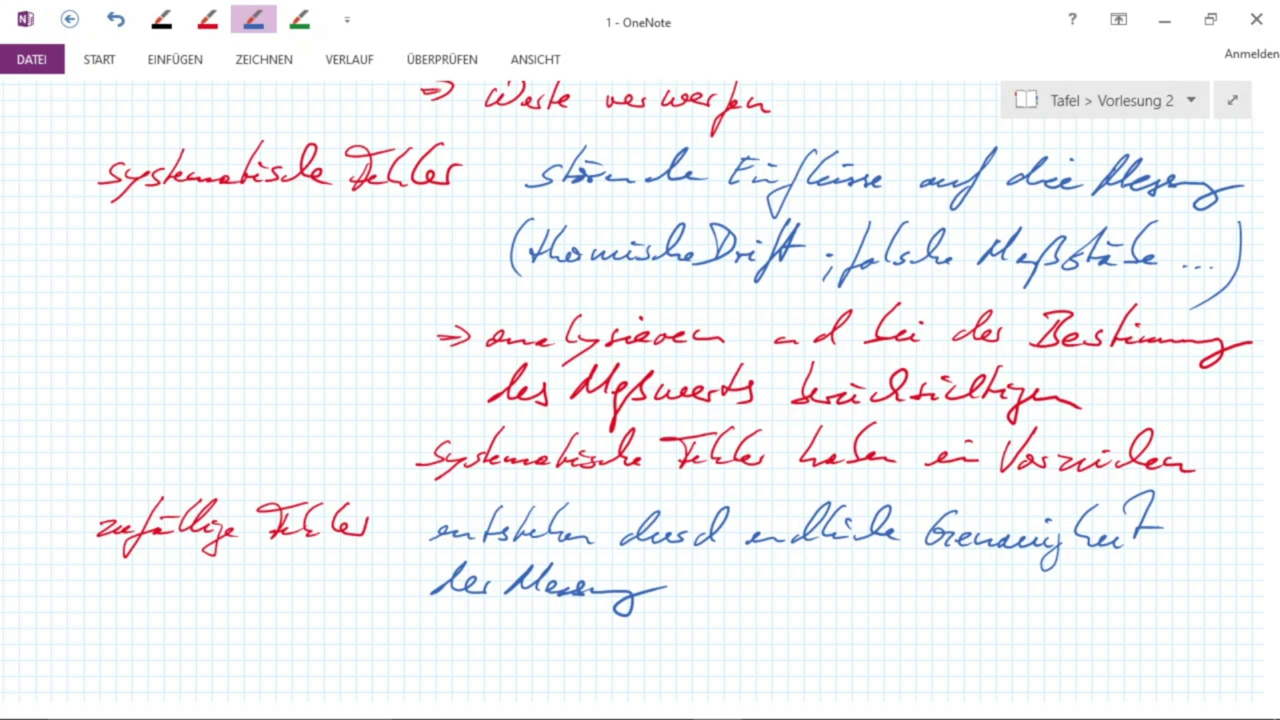 1 - OneNote
?
DATEI START EINFÜGEN ZEICHNEN VERLAUF ÜBERPRÜFEN ANSICHT
Anmelden
Tafel > Vorlesung 2
=> Werte verwerfen
systematische Fehler störende Einflüsse auf die Messung
(thermische Drift ; falsche Maßstäbe ...)
=> analysieren und bei der Bestimmung
des Meßwerts berücksichtigen
systematische Fehler haben ein Vorzeichen
zufällige Fehler entstehen durch endliche Genauigkeit
der Messung